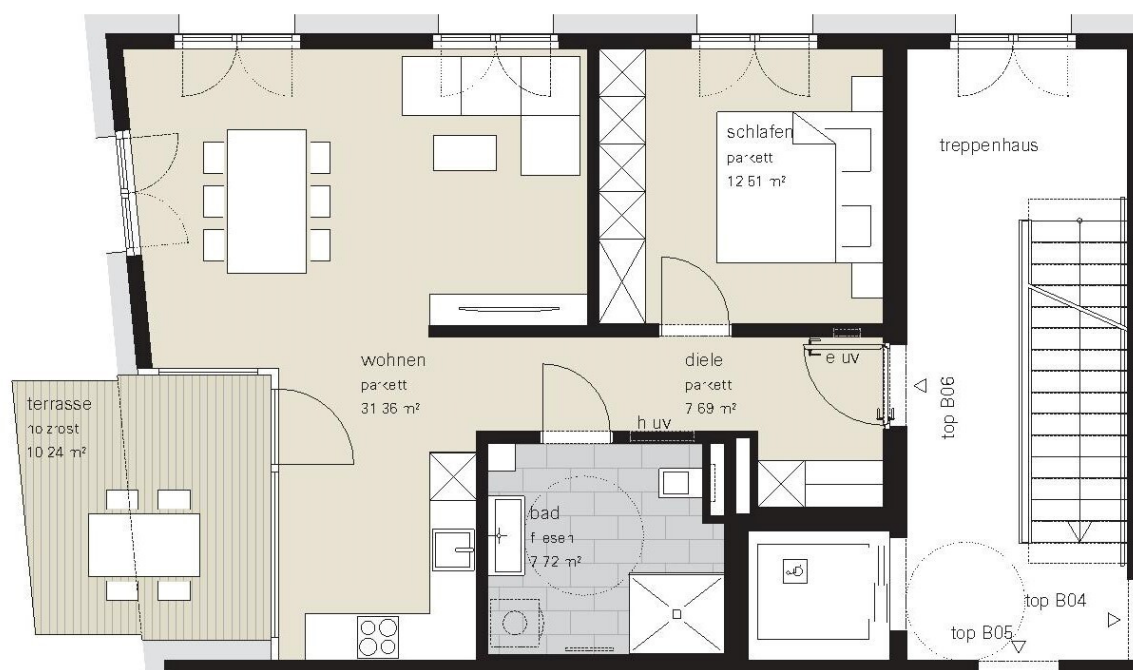 schlafen
parkett
12.51 m²
treppenhaus
wohnen
parkett
31.36 m²
diele
parkett
7.69 m²
e uv
h uv
top B06
terrasse
holzrost
10.24 m²
bad
fliesen
7.72 m²
top B04
top B05